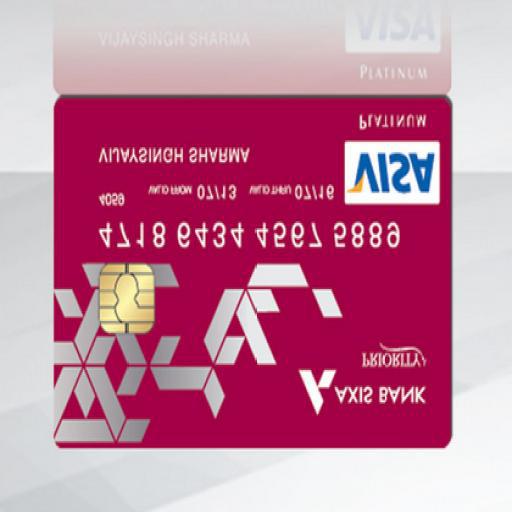 AXIS BANK
PRIORITY
4718 6434 4567 5889
4059 VALID FROM 07/13 VALID THRU 07/16
VIJAYSINGH SHARMA
VISA
PLATINUM
PLATINUM
VISA
VIJAYSINGH SHARMA